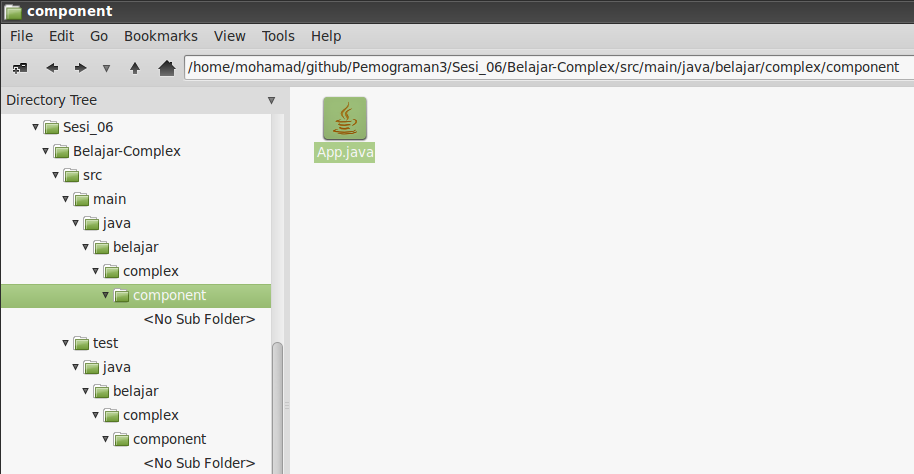 component
File Edit Go Bookmarks View Tools Help
/home/mohamad/github/Pemograman3/Sesi_06/Belajar-Complex/src/main/java/belajar/complex/component
Directory Tree
Sesi_06
Belajar-Complex
src
main
java
belajar
complex
component
<No Sub Folder>
test
java
belajar
complex
component
<No Sub Folder>
App.java